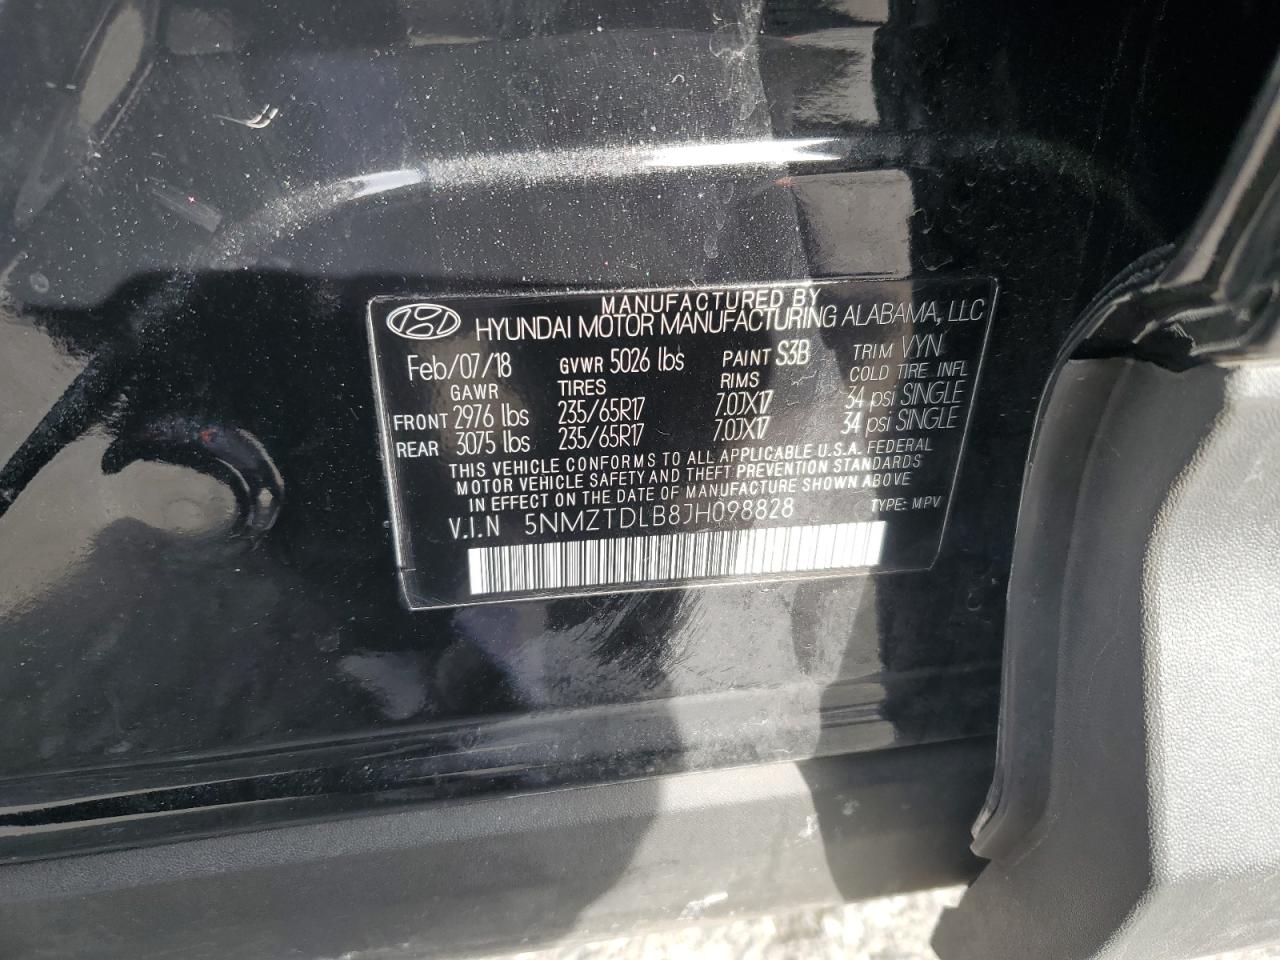 MANUFACTURED BY
HYUNDAI MOTOR MANUFACTURING ALABAMA, LLC
Feb/07/18 GVWR 5026 lbs PAINT S3B TRIM VYN
GAWR TIRES RIMS COLD TIRE INFL
FRONT 2976 lbs 235/65R17 7.0JX17 34 psi SINGLE
REAR 3075 lbs 235/65R17 7.0JX17 34 psi SINGLE
THIS VEHICLE CONFORMS TO ALL APPLICABLE U.S.A. FEDERAL
MOTOR VEHICLE SAFETY AND THEFT PREVENTION STANDARDS
IN EFFECT ON THE DATE OF MANUFACTURE SHOWN ABOVE
V.I.N 5NMZTDLB8JH098828 TYPE: MPV